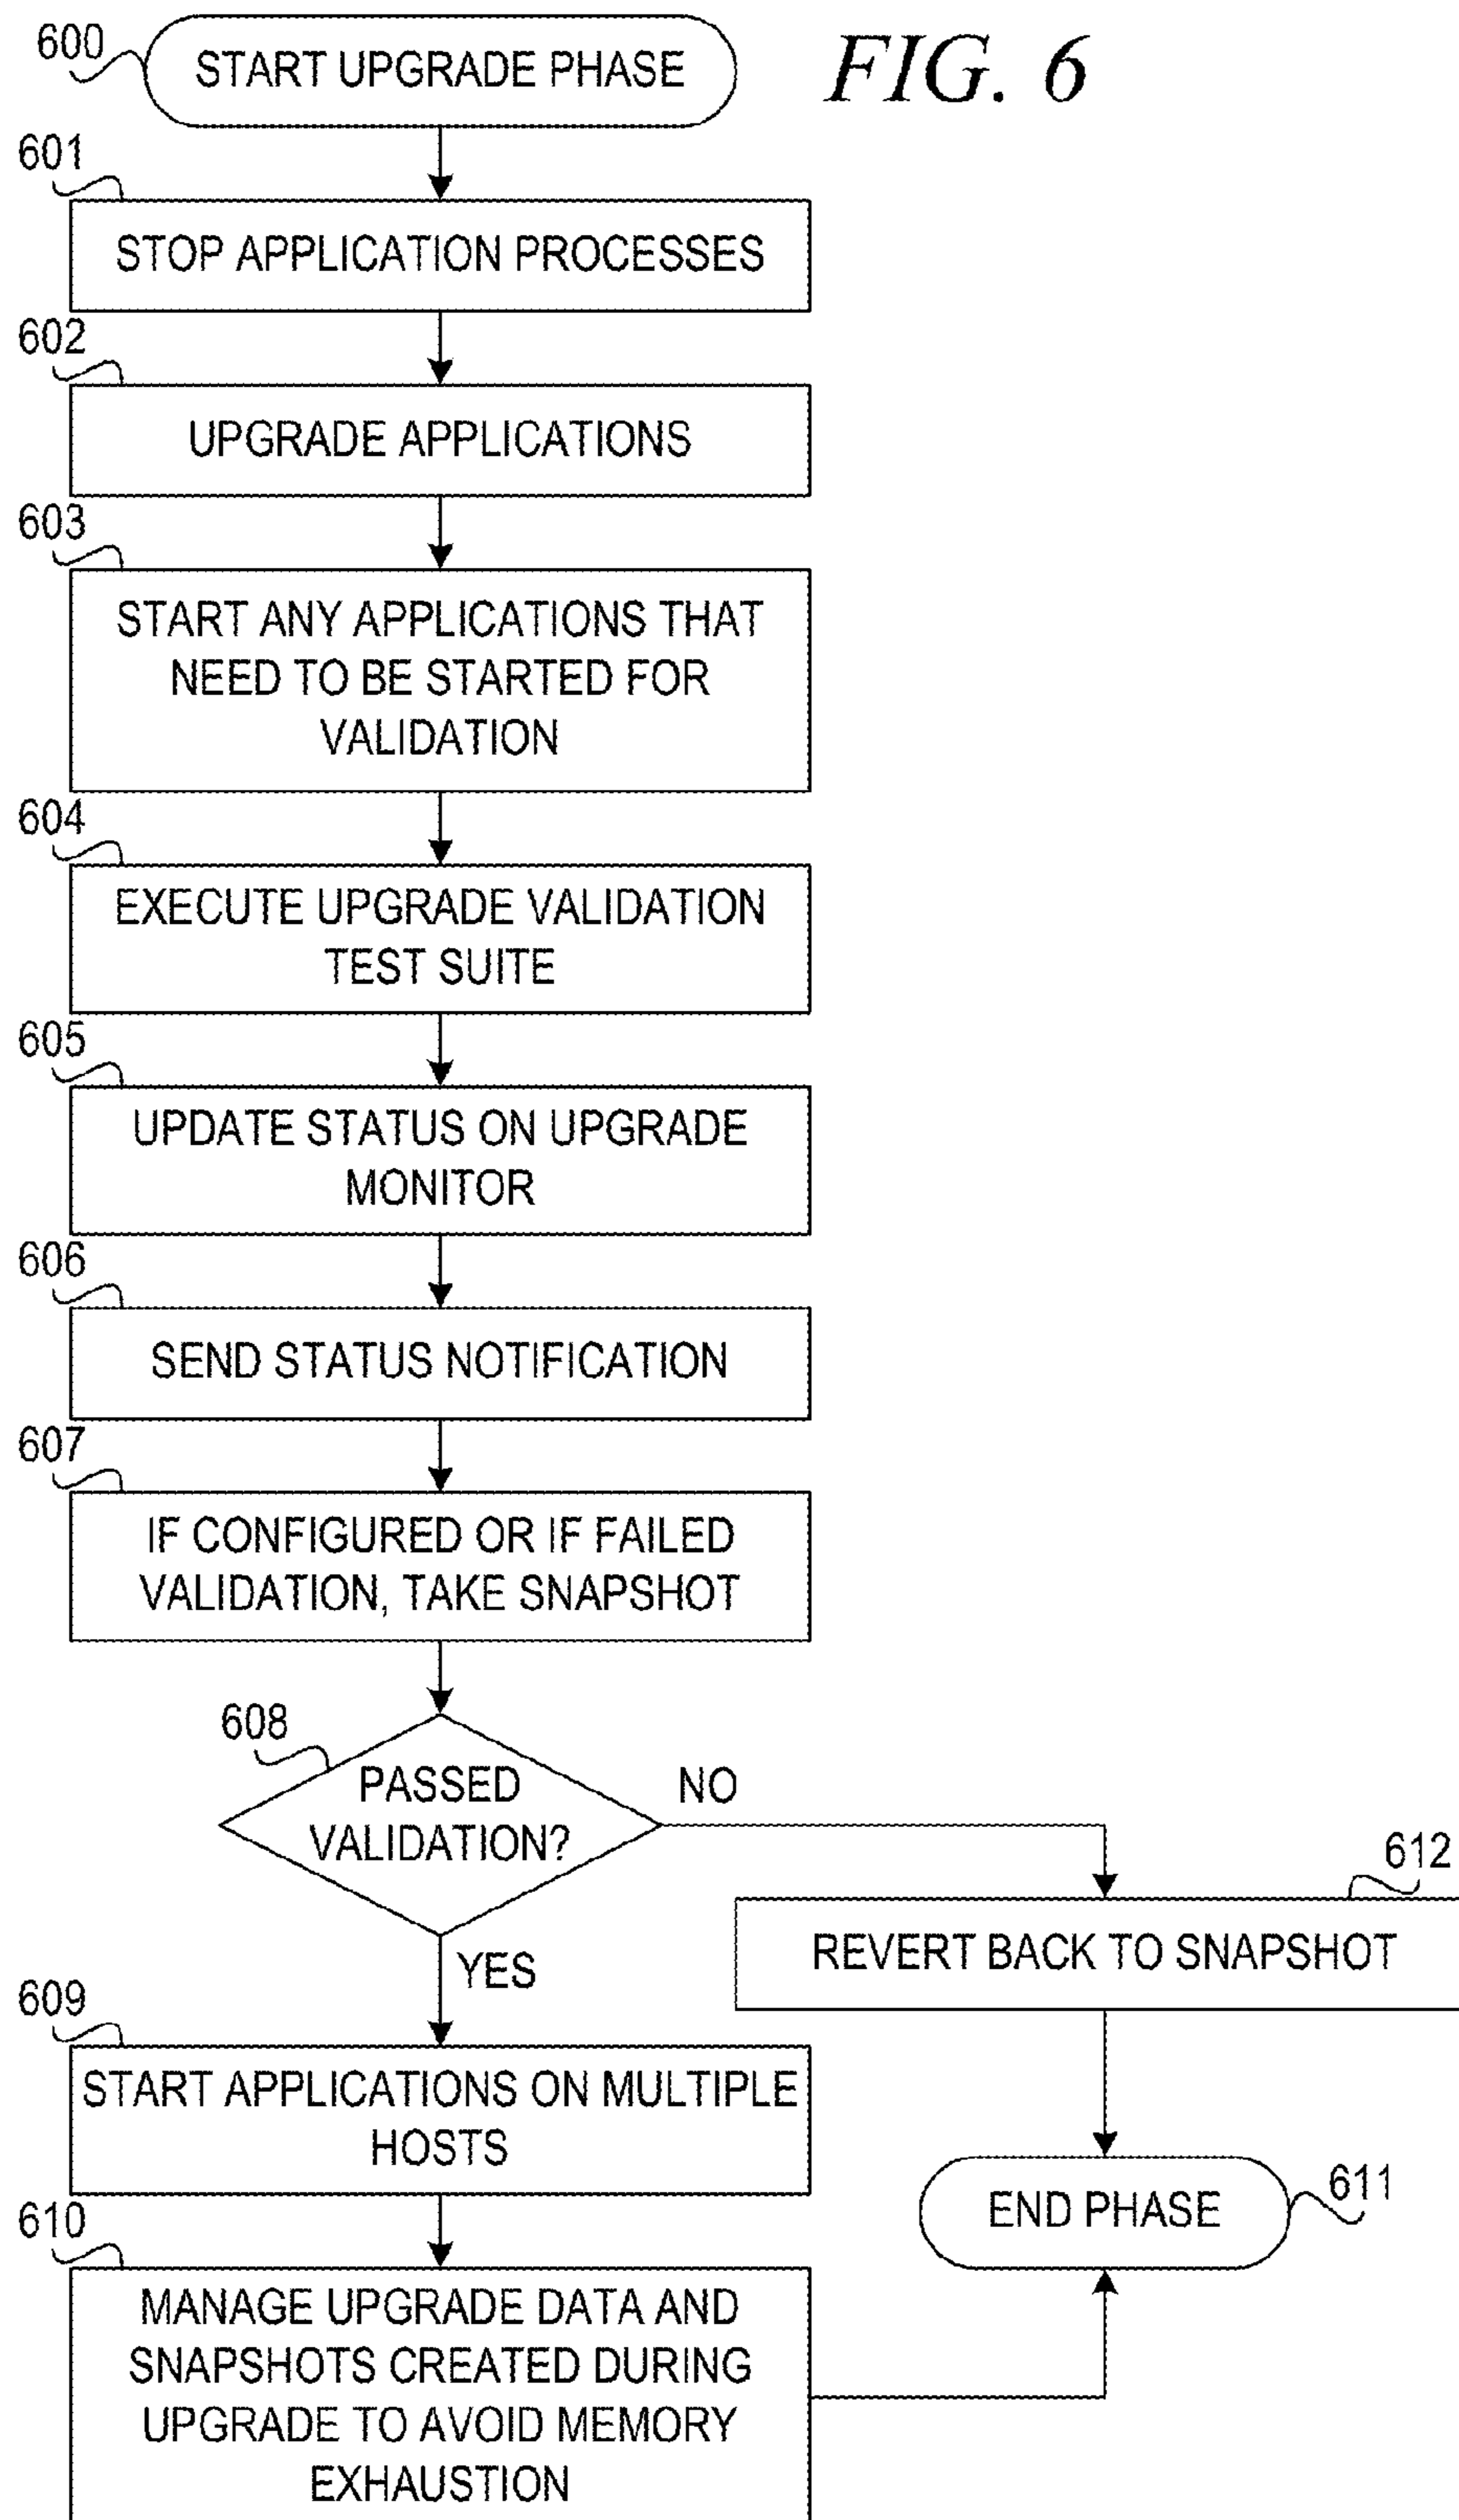 600
START UPGRADE PHASE
FIG. 6
601
STOP APPLICATION PROCESSES
602
UPGRADE APPLICATIONS
603
START ANY APPLICATIONS THAT
NEED TO BE STARTED FOR
VALIDATION
604
EXECUTE UPGRADE VALIDATION
TEST SUITE
605
UPDATE STATUS ON UPGRADE
MONITOR
606
SEND STATUS NOTIFICATION
607
IF CONFIGURED OR IF FAILED
VALIDATION, TAKE SNAPSHOT
608
PASSED
VALIDATION?
NO
612
REVERT BACK TO SNAPSHOT
YES
609
START APPLICATIONS ON MULTIPLE
HOSTS
END PHASE
611
610
MANAGE UPGRADE DATA AND
SNAPSHOTS CREATED DURING
UPGRADE TO AVOID MEMORY
EXHAUSTION